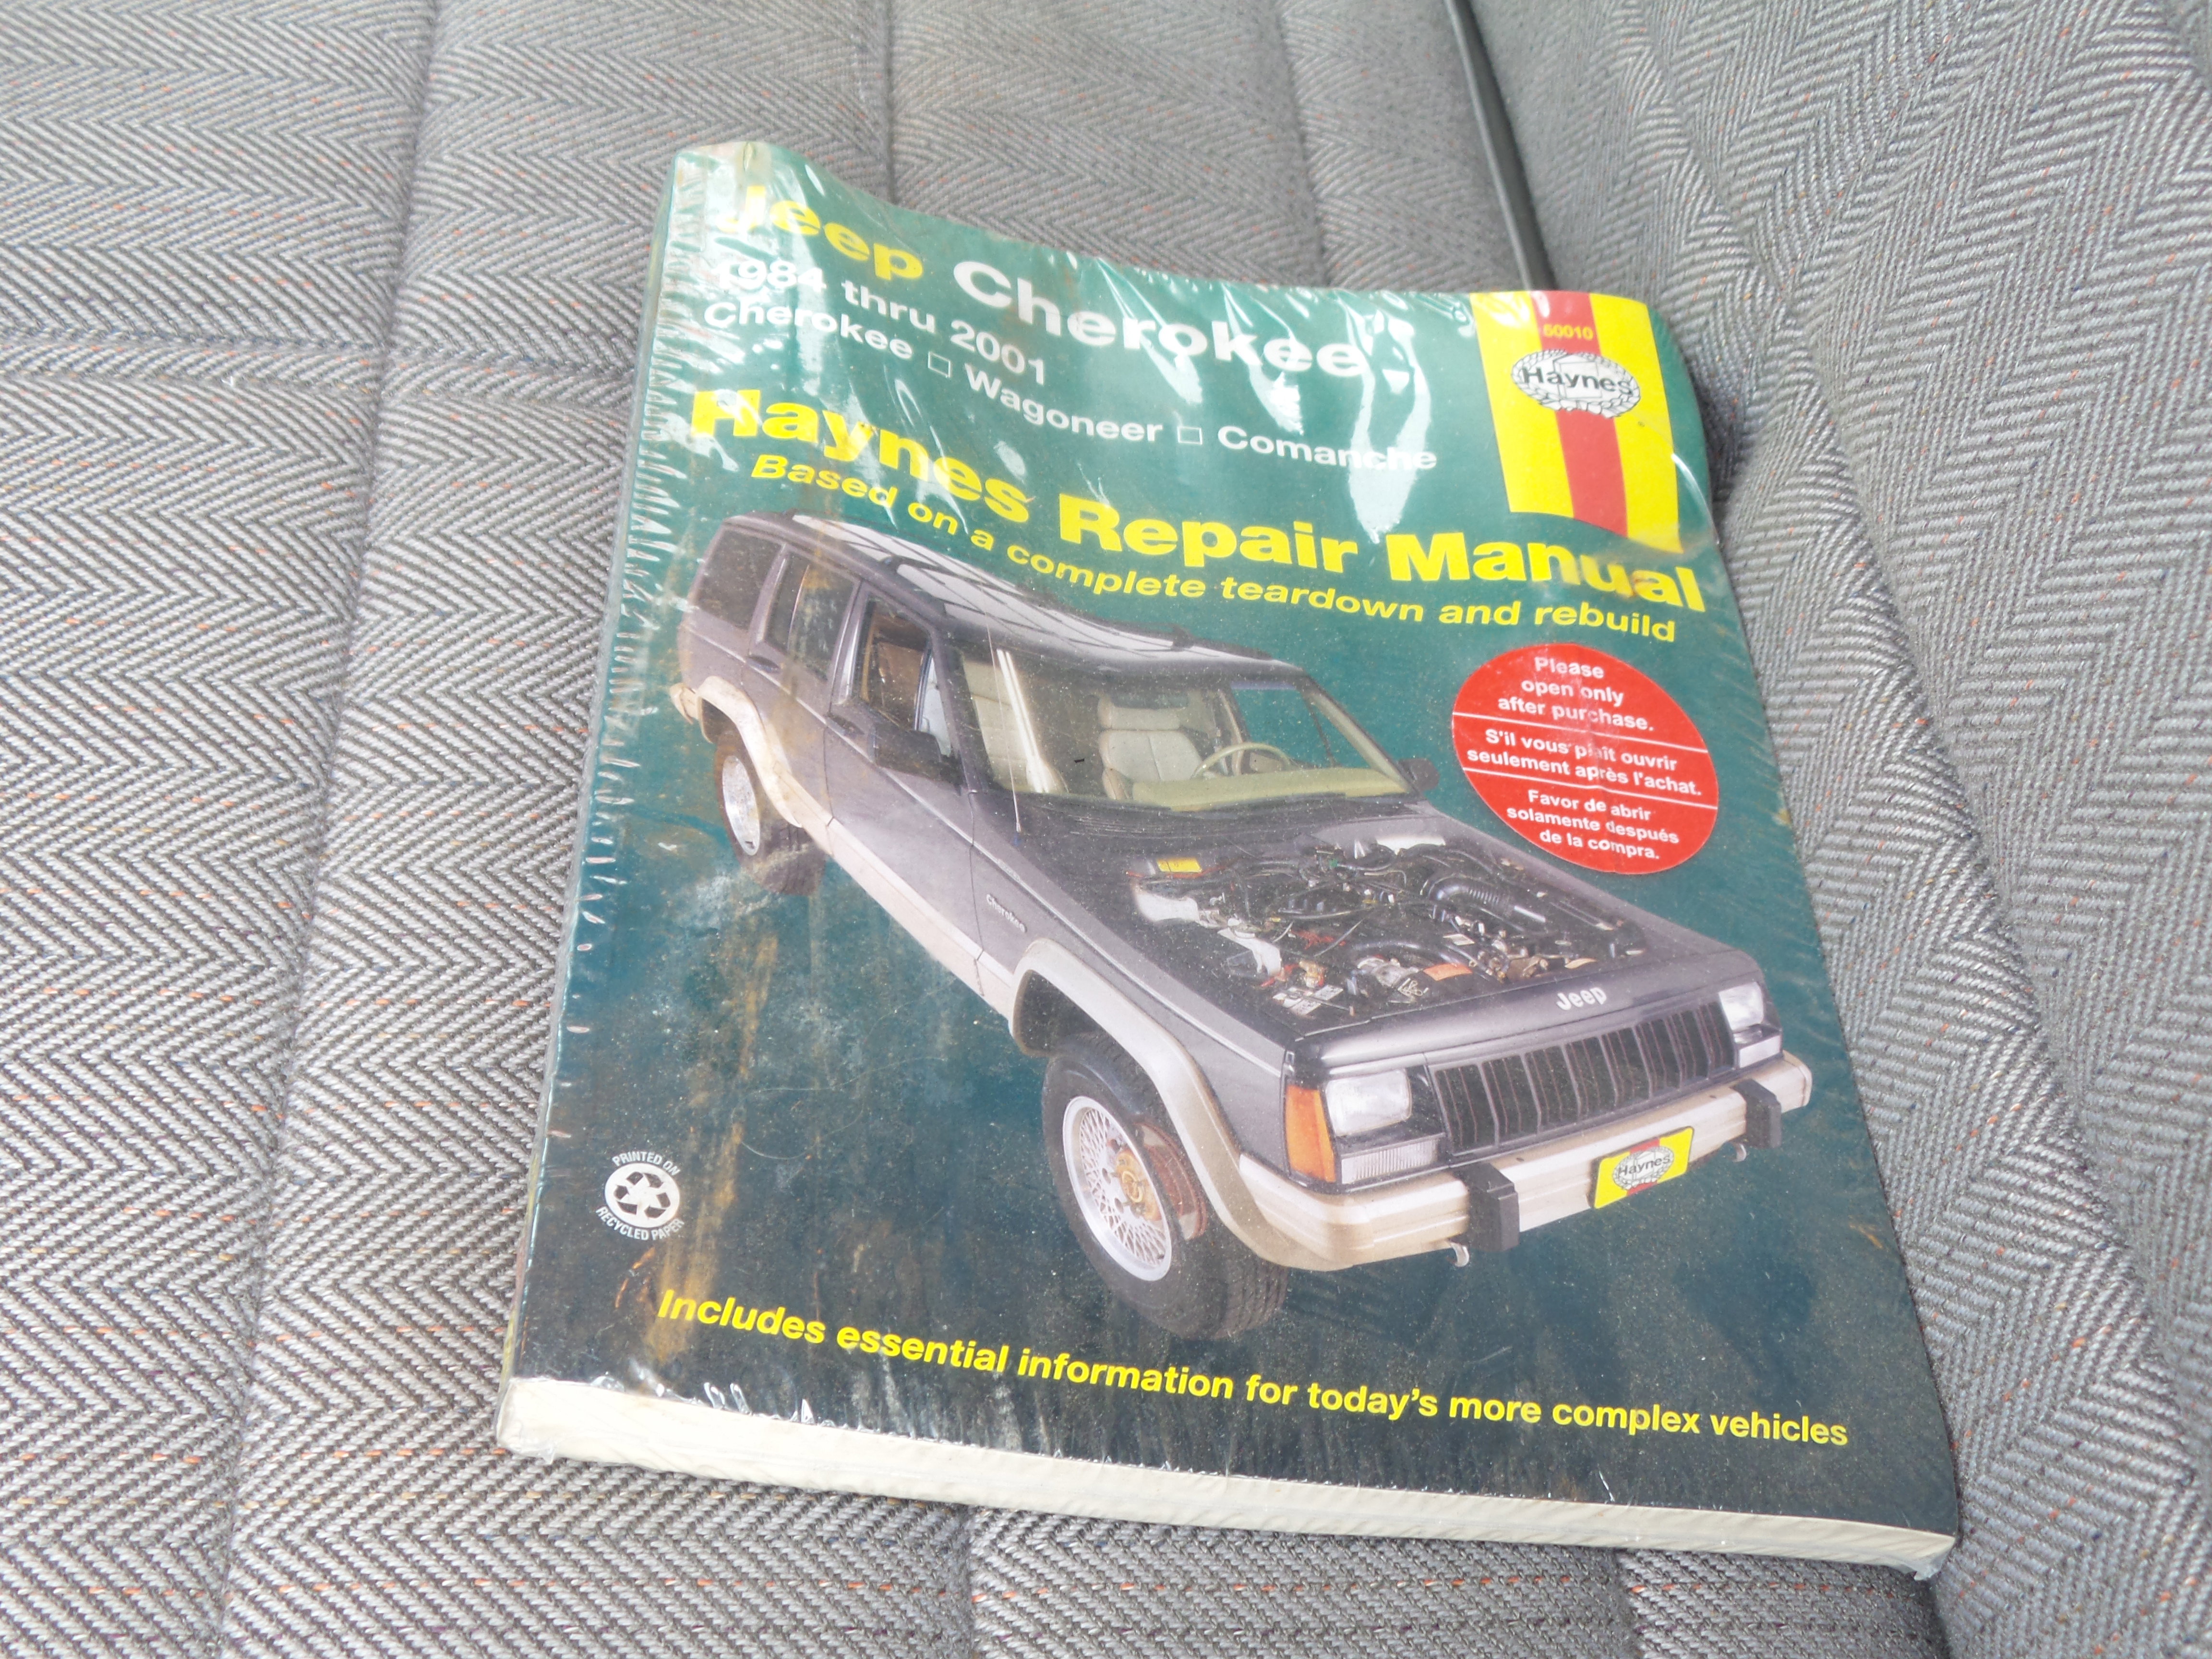 Jeep Cherokee
1984 thru 2001
Cherokee □ Wagoneer □ Comanche
50010
Haynes
Haynes Repair Manual
Based on a complete teardown and rebuild
Please
open only
after purchase.
S'il vous plaît ouvrir
seulement après l'achat.
Favor de abrir
solamente después
de la compra.
Cherokee
Jeep
Haynes
PRINTED ON
RECYCLED PAPER
Includes essential information for today's more complex vehicles